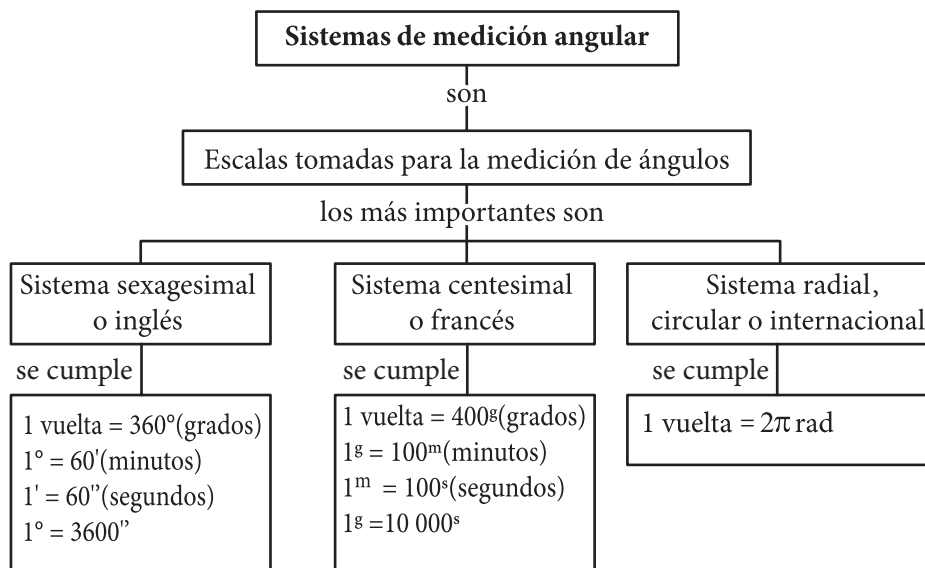 Sistemas de medición angular
son
Escalas tomadas para la medición de ángulos
los más importantes son
Sistema sexagesimal
o inglés
se cumple
1 vuelta = 360°(grados)
1° = 60'(minutos)
1' = 60"(segundos)
1° = 3600"
Sistema centesimal
o francés
se cumple
1 vuelta = 400ᵍ(grados)
1ᵍ = 100ᵐ(minutos)
1ᵐ = 100ˢ(segundos)
1ᵍ =10 000ˢ
Sistema radial,
circular o internacional
se cumple
1 vuelta = 2π rad